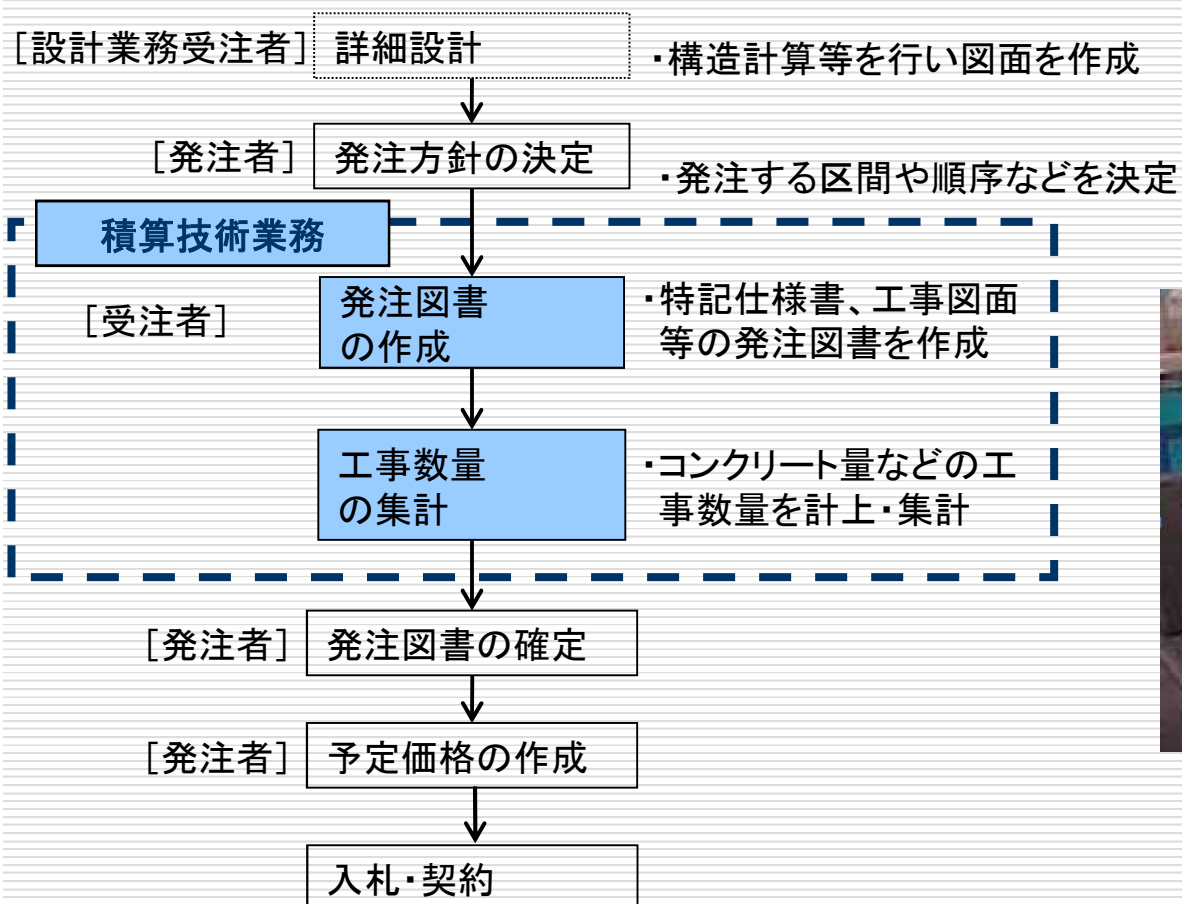 [設計業務受注者] 詳細設計 ・構造計算等を行い図面を作成
[発注者] 発注方針の決定 ・発注する区間や順序などを決定
積算技術業務
[受注者]
発注図書
の作成
・特記仕様書、工事図面
等の発注図書を作成
工事数量
の集計
・コンクリート量などの工
事数量を計上・集計
[発注者] 発注図書の確定
[発注者] 予定価格の作成
入札・契約